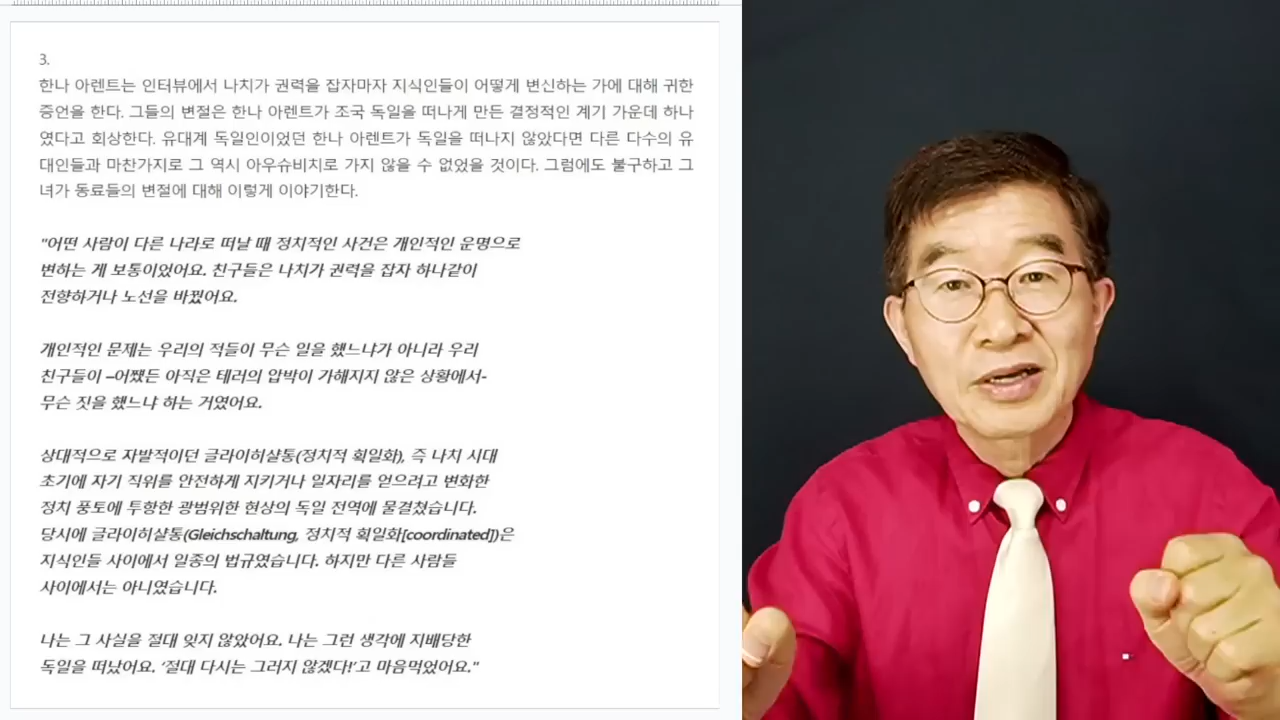 3.
한나 아렌트는 인터뷰에서 나치가 권력을 잡자마자 지식인들이 어떻게 변신하는 가에 대해 귀한
증언을 한다. 그들의 변절은 한나 아렌트가 조국 독일을 떠나게 만든 결정적인 계기 가운데 하나
였다고 회상한다. 유대계 독일인이었던 한나 아렌트가 독일을 떠나지 않았다면 다른 다수의 유
대인들과 마찬가지로 그 역시 아우슈비치로 가지 않을 수 없었을 것이다. 그럼에도 불구하고 그
녀가 동료들의 변절에 대해 이렇게 이야기한다.
"어떤 사람이 다른 나라로 떠날 때 정치적인 사건은 개인적인 운명으로
변하는 게 보통이었어요. 친구들은 나치가 권력을 잡자 하나같이
전향하거나 노선을 바꿨어요.
개인적인 문제는 우리의 적들이 무슨 일을 했느냐가 아니라 우리
친구들이 –어쨌든 아직은 테러의 압박이 가해지지 않은 상황에서-
무슨 짓을 했느냐 하는 거였어요.
상대적으로 자발적이던 글라이히샬퉁(정치적 획일화), 즉 나치 시대
초기에 자기 직위를 안전하게 지키거나 일자리를 얻으려고 변화한
정치 풍토에 투항한 광범위한 현상의 독일 전역에 물결쳤습니다.
당시에 글라이히샬퉁(Gleichschaltung, 정치적 획일화[coordinated])은
지식인들 사이에서 일종의 법규였습니다. 하지만 다른 사람들
사이에서는 아니였습니다.
나는 그 사실을 절대 잊지 않았어요. 나는 그런 생각에 지배당한
독일을 떠났어요. '절대 다시는 그러지 않겠다!'고 마음먹었어요."